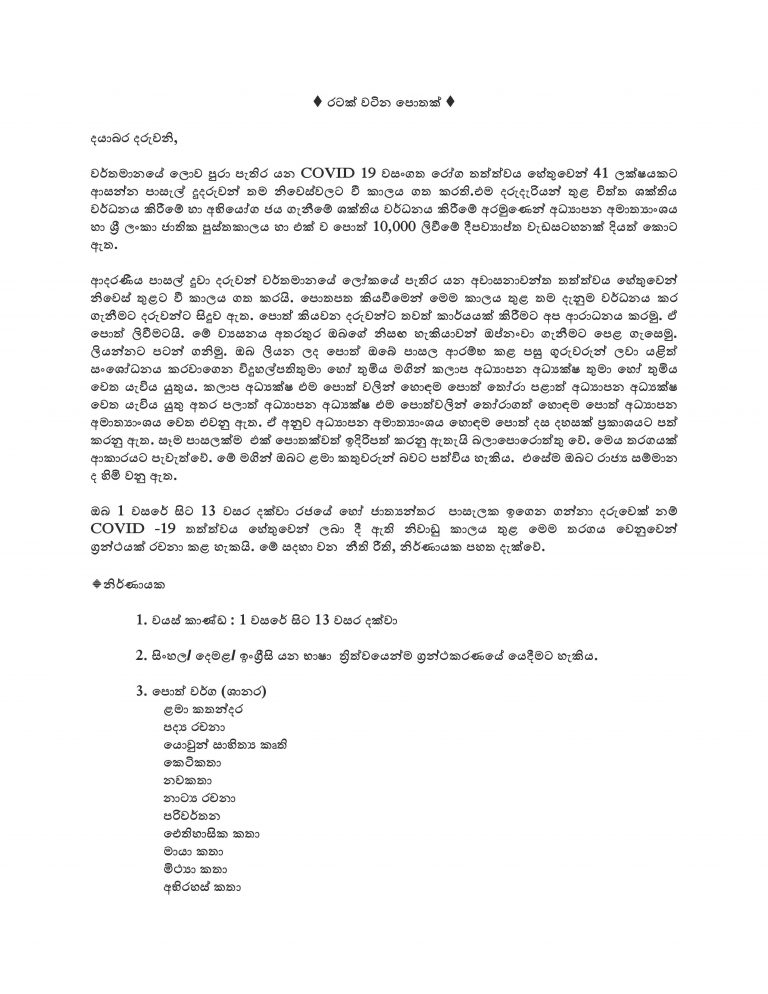 ♦ රටක් වටින පොතක් ♦
දයාබර දරුවනි,
වර්තමානයේ ලොව පුරා පැතිර යන COVID 19 වසංගත රෝග තත්ත්වය හේතුවෙන් 41 ලක්ෂයකට
ආසන්න පාසැල් දූදරුවන් තම නිවෙස්වලට වී කාලය ගත කරති.එම දරුදැරියන් තුළ චිත්ත ශක්තිය
වර්ධනය කිරීමේ හා අභියෝග ජය ගැනීමේ ශක්තිය වර්ධනය කිරීමේ අරමුණෙන් අධ්‍යාපන අමාත්‍යාංශය
හා ශ්‍රී ලංකා ජාතික පුස්තකාලය හා එක් ව පොත් 10,000 ලිවීමේ දීපව්‍යාප්ත වැඩසටහනක් දියත් කොට
ඇත.
ආදරණීය පාසල් දූවා දරුවන් වර්තමානයේ ලෝකයේ පැතිර යන අවාසනාවන්ත තත්ත්වය හේතුවෙන්
නිවෙස් තුළට වී කාලය ගත කරයි. පොතපත කියවීමෙන් මෙම කාලය තුළ තම දැනුම වර්ධනය කර
ගැනීමට දරුවන්ට සිදුව ඇත. පොත් කියවන දරුවන්ට තවත් කාර්යයක් කිරීමට අප ආරාධනය කරමු. ඒ
පොත් ලිවීමටයි. මේ ව්‍යසනය අතරතුර ඔබගේ නිසඟ හැකියාවන් ඔප්නංවා ගැනීමට පෙළ ගැසෙමු.
ලියන්නට පටන් ගනිමු. ඔබ ලියන ලද පොත් ඔබේ පාසල ආරම්භ කළ පසු ගුරුවරුන් ලවා යළිත්
සංශෝධනය කරවාගෙන විදුහල්පතිතුමා හෝ තුමිය මගින් කලාප අධ්‍යාපන අධ්‍යක්ෂ තුමා හෝ තුමිය
වෙත යැවිය යුතුය. කලාප අධ්‍යක්ෂ එම පොත් වලින් හොඳම පොත් තෝරා පළාත් අධ්‍යාපන අධ්‍යක්ෂ
වෙත යැවිය යුතු අතර පලාත් අධ්‍යාපන අධ්‍යක්ෂ එම පොත්වලින් තෝරාගත් හොඳම පොත් අධ්‍යාපන
අමාත්‍යාංශය වෙත එවනු ඇත. ඒ අනුව අධ්‍යාපන අමාත්‍යාංශය හොඳම පොත් දස දහසක් ප්‍රකාශයට පත්
කරනු ඇත. සෑම පාසලක්ම එක් පොතක්වත් ඉදිරිපත් කරනු ඇතැයි බලාපොරොත්තු වේ. මෙය තරගයක්
ආකාරයට පැවැත්වේ. මේ මගින් ඔබට ළමා කතුවරුන් බවට පත්විය හැකිය. එසේම ඔබට රාජ්‍ය සම්මාන
ද හිමි වනු ඇත.
ඔබ 1 වසරේ සිට 13 වසර දක්වා රජයේ හෝ ජාත්‍යන්තර පාසැලක ඉගෙන ගන්නා දරුවෙක් නම්
COVID -19 තත්ත්වය හේතුවෙන් ලබා දී ඇති නිවාඩු කාලය තුළ මෙම තරගය වෙනුවෙන්
ග්‍රන්ථයක් රචනා කළ හැකයි. මේ සඳහා වන නීති රීති, නිර්ණායක පහත දැක්වේ.
⌖නිර්ණායක
1. වයස් කාණ්ඩ : 1 වසරේ සිට 13 වසර දක්වා
2. සිංහල/ දෙමළ/ ඉංග්‍රීසි යන භාෂා ත්‍රිත්වයෙන්ම ග්‍රන්ථකරණයේ යෙදීමට හැකිය.
3. පොත් වර්ග (ශානර)
ළමා කතන්දර
පද්‍ය රචනා
යොවුන් සාහිත්‍ය කෘති
කෙටිකතා
නවකතා
නාට්‍ය රචනා
පරිවර්තන
ඓතිහාසික කතා
මායා කතා
මිථ්‍යා කතා
අභිරහස් කතා